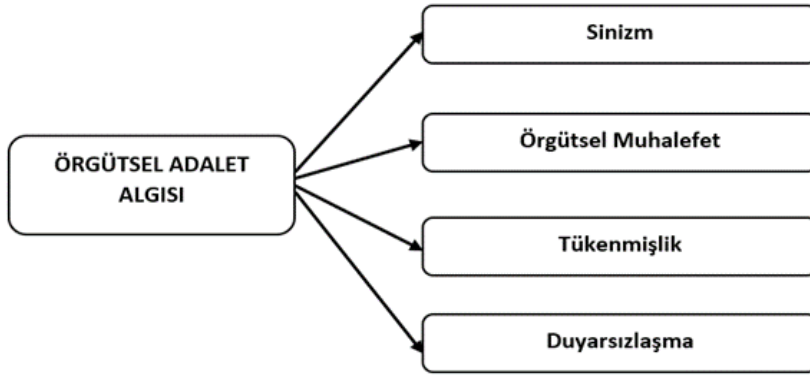 Sinizm
Örgütsel Muhalefet
ÖRGÜTSEL ADALET
ALGISI
Tükenmişlik
Duyarsızlaşma